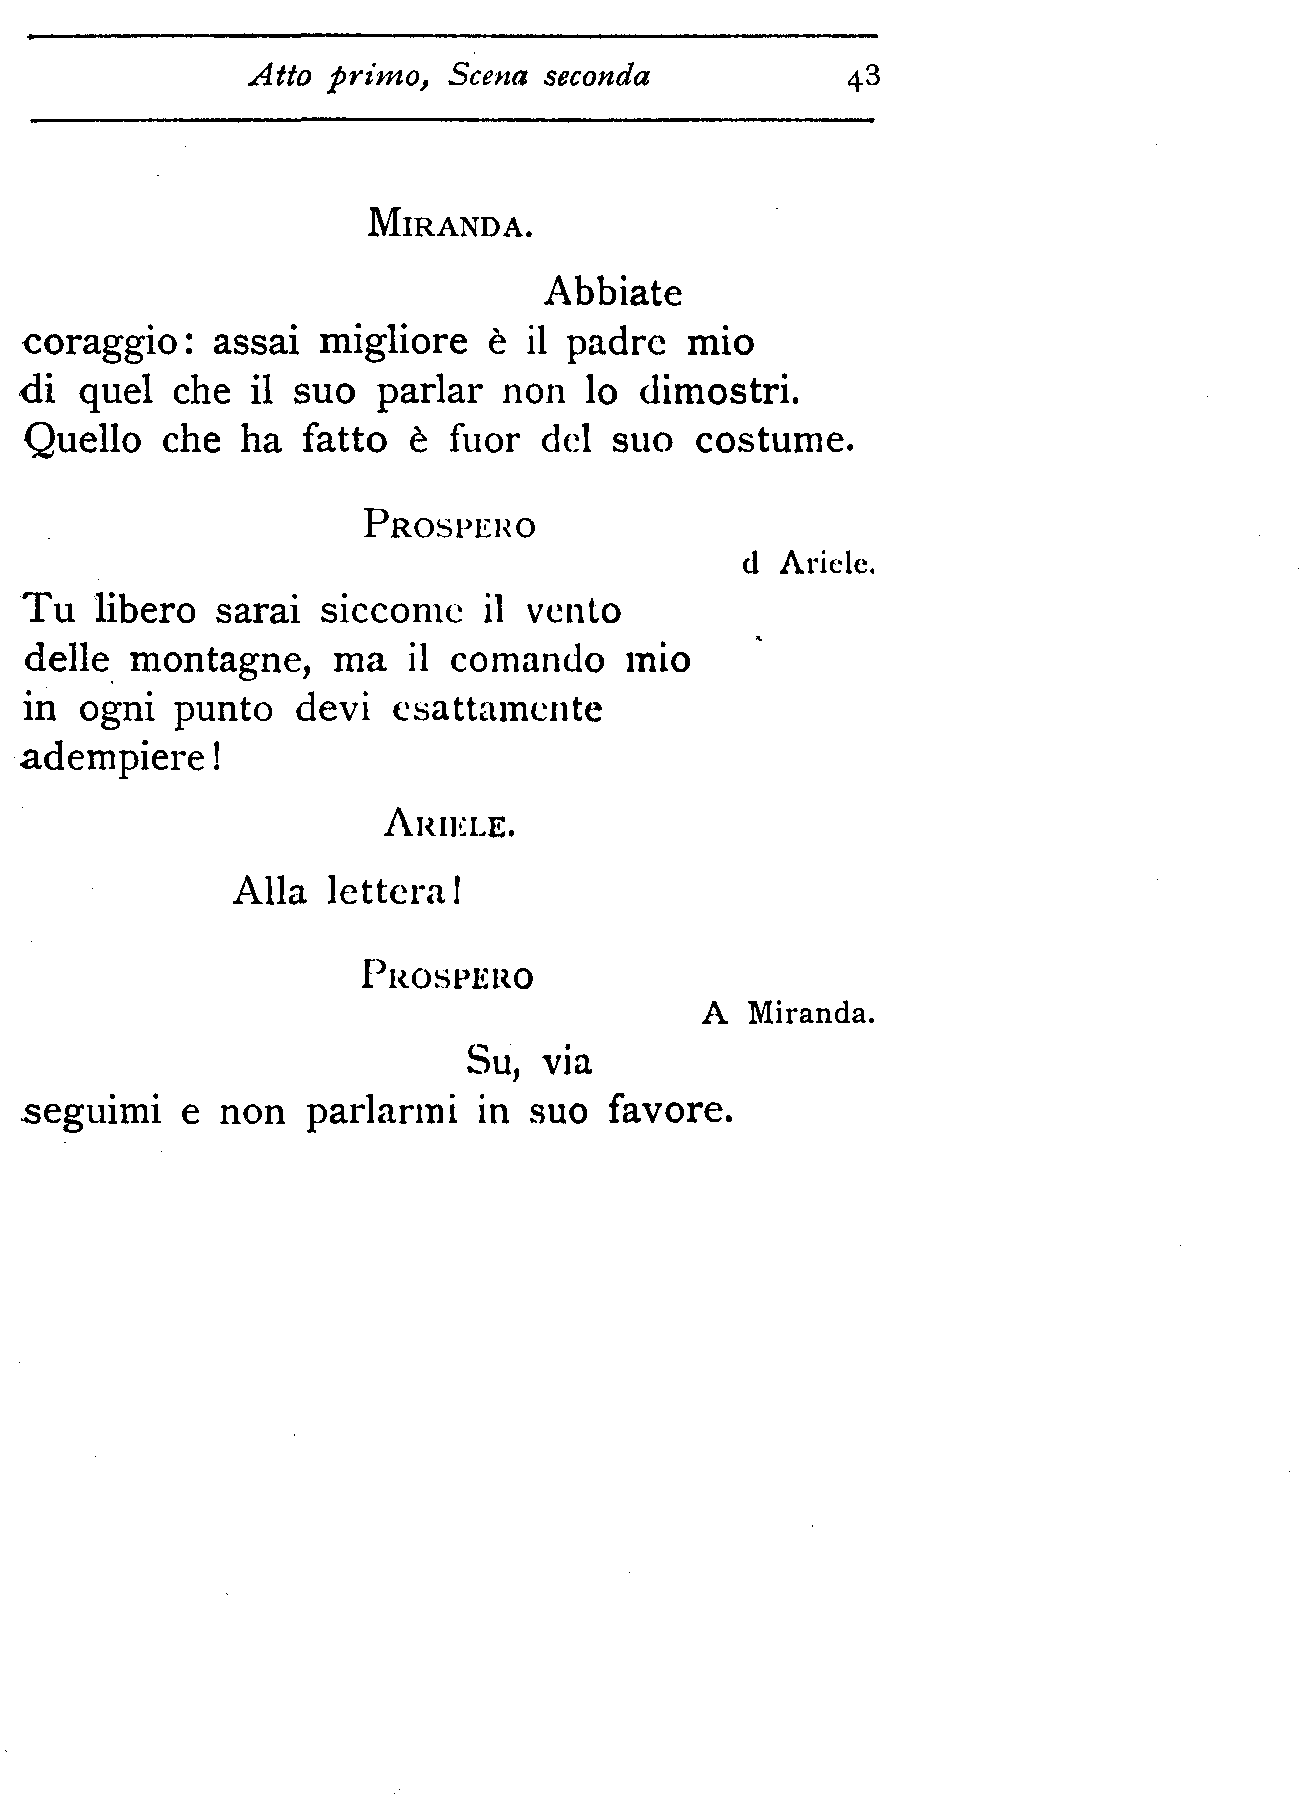 Atto primo, Scena seconda 43
MIRANDA.
Abbiate
coraggio: assai migliore è il padre mio
di quel che il suo parlar non lo dimostri.
Quello che ha fatto è fuor del suo costume.
PROSPERO
d Ariele.
Tu libero sarai siccome il vento
delle montagne, ma il comando mio
in ogni punto devi esattamente
adempiere!
ARIELE.
Alla lettera!
PROSPERO
A Miranda.
Su, via
seguimi e non parlarmi in suo favore.